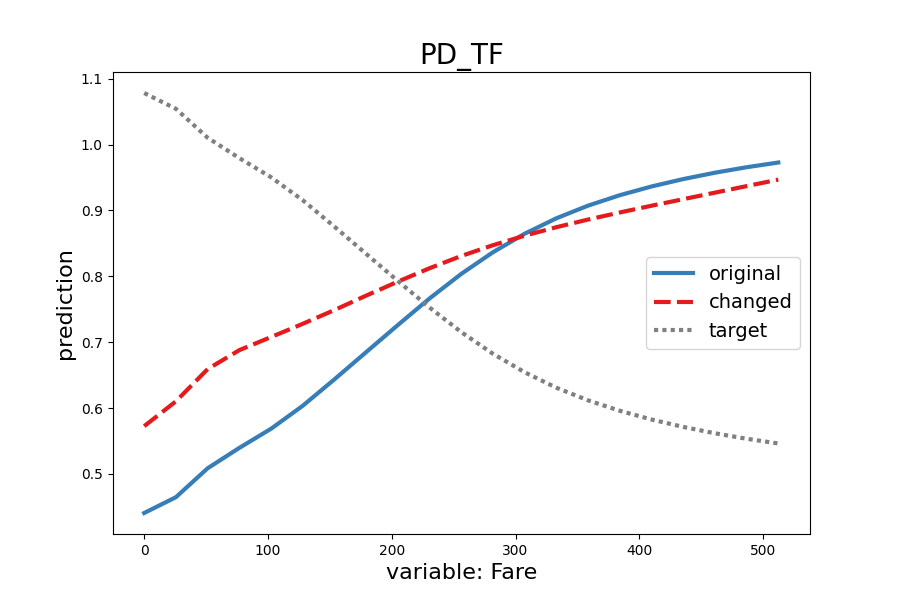 PD_TF
1.1
1.0
0.9
0.8
0.7
0.6
0.5
prediction
original
changed
target
0 100 200 300 400 500
variable: Fare